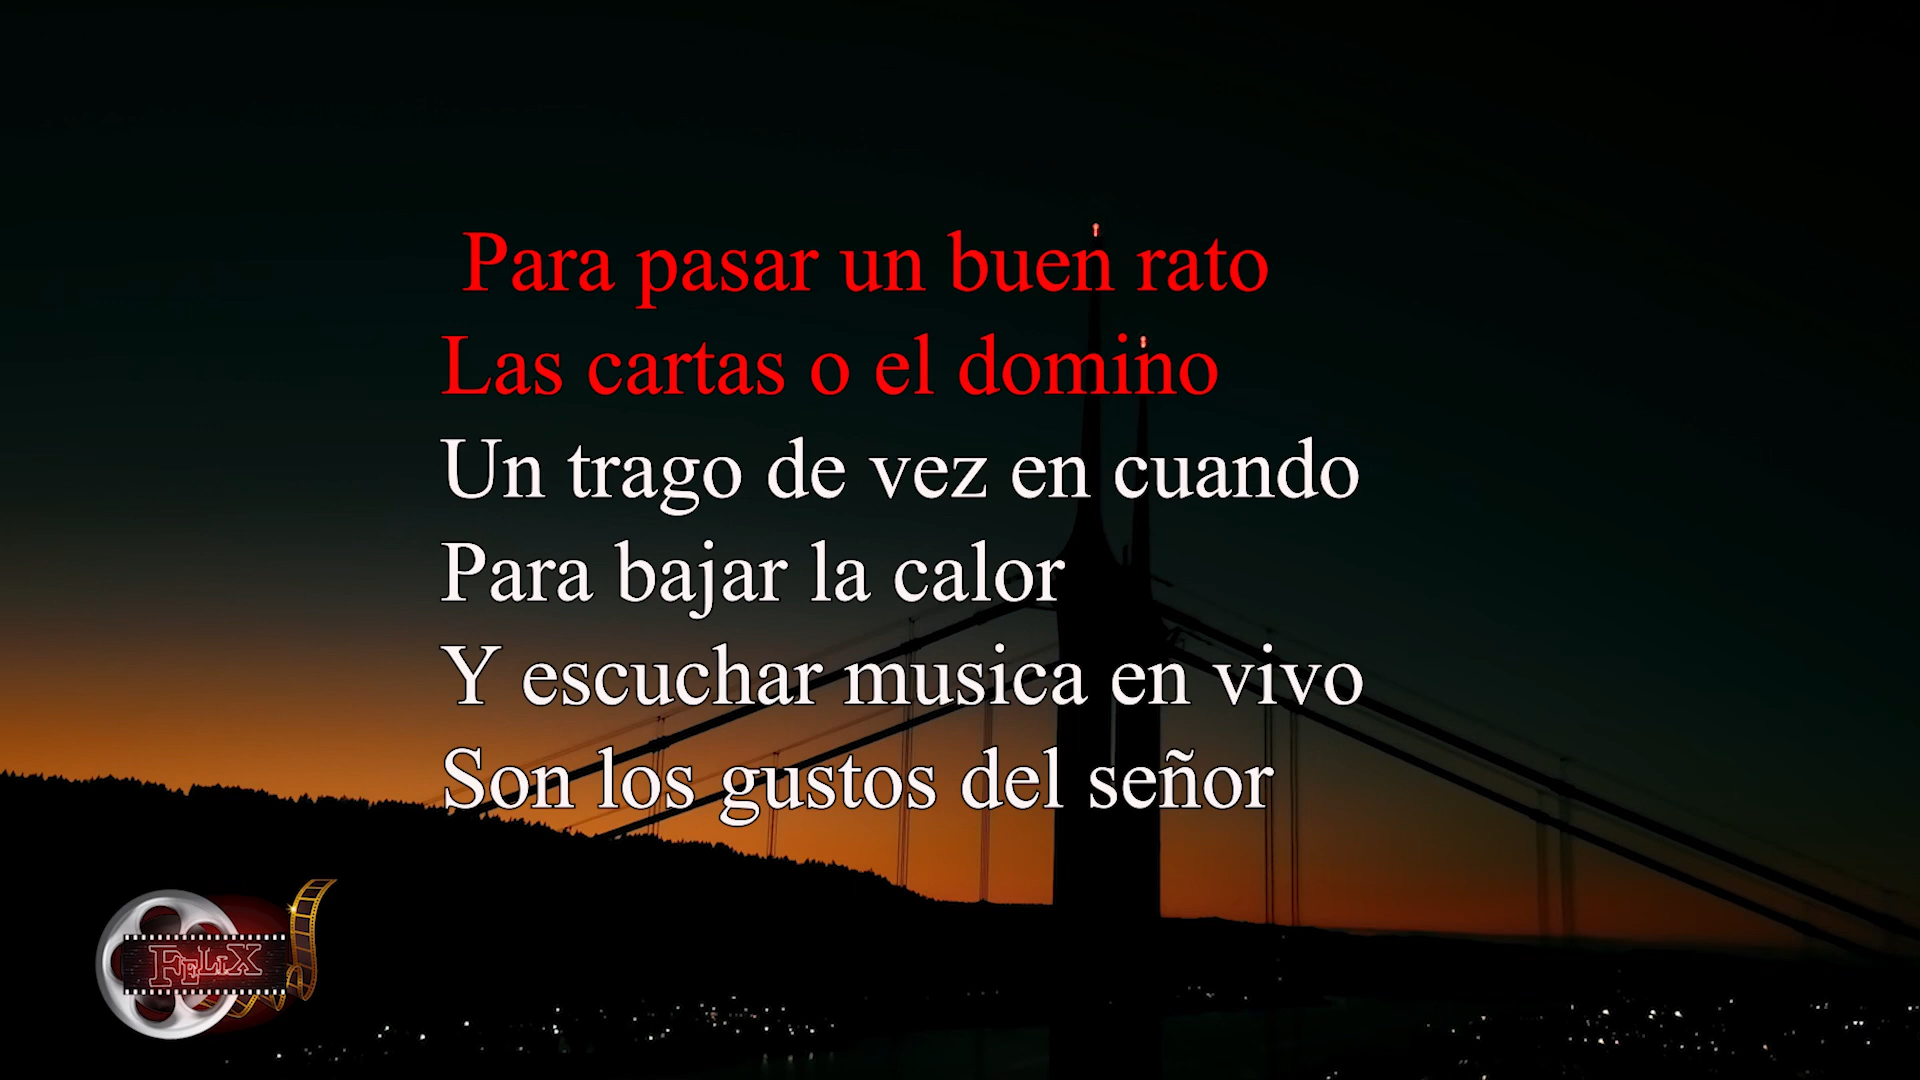 Para pasar un buen rato
Las cartas o el domino
Un trago de vez en cuando
Para bajar la calor
Y escuchar musica en vivo
Son los gustos del señor
FELIX